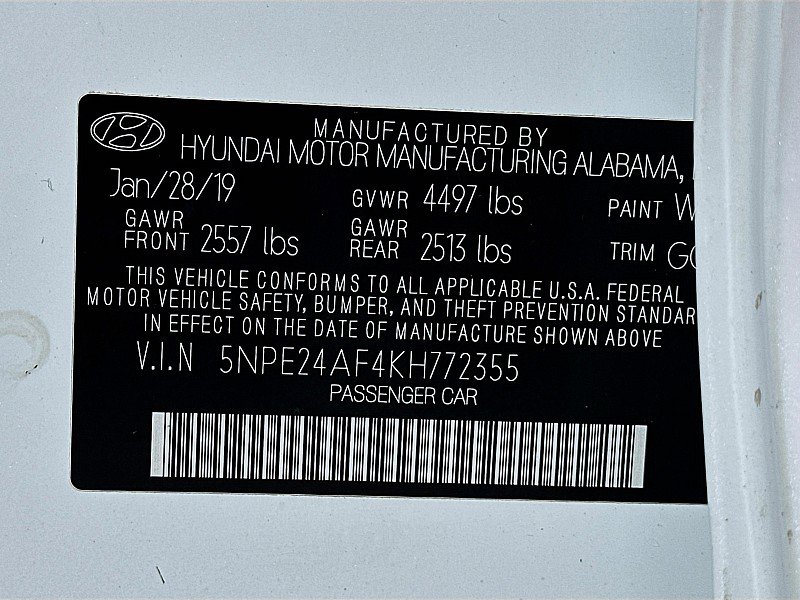 MANUFACTURED BY
HYUNDAI MOTOR MANUFACTURING ALABAMA,
Jan/28/19 GVWR 4497 lbs PAINT W
GAWR FRONT 2557 lbs GAWR REAR 2513 lbs TRIM
THIS VEHICLE CONFORMS TO ALL APPLICABLE U.S.A. FEDERAL
MOTOR VEHICLE SAFETY, BUMPER, AND THEFT PREVENTION STANDAR
IN EFFECT ON THE DATE OF MANUFACTURE SHOWN ABOVE
V.I.N 5NPE24AF4KH772355
PASSENGER CAR